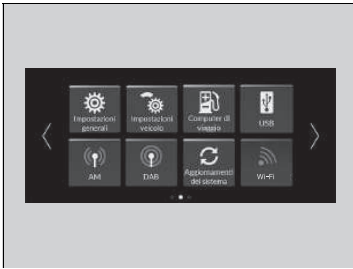 Impostazioni
generali
Impostazioni
veicolo
Computer di
viaggio
USB
AM
DAB
Aggiornamenti
del sistema
Wi-Fi